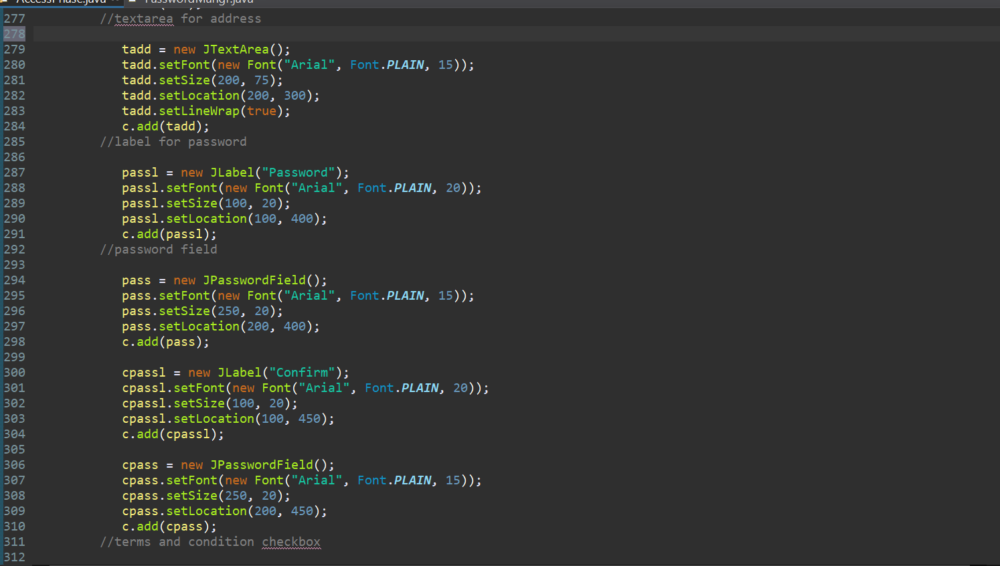 AccessPhase.java PasswordMangr.java
277 //textarea for address
278
279 tadd = new JTextArea();
280 tadd.setFont(new Font("Arial", Font.PLAIN, 15));
281 tadd.setSize(200, 75);
282 tadd.setLocation(200, 300);
283 tadd.setLineWrap(true);
284 c.add(tadd);
285 //label for password
286
287 passl = new JLabel("Password");
288 passl.setFont(new Font("Arial", Font.PLAIN, 20));
289 passl.setSize(100, 20);
290 passl.setLocation(100, 400);
291 c.add(passl);
292 //password field
293
294 pass = new JPasswordField();
295 pass.setFont(new Font("Arial", Font.PLAIN, 15));
296 pass.setSize(250, 20);
297 pass.setLocation(200, 400);
298 c.add(pass);
299
300 cpassl = new JLabel("Confirm");
301 cpassl.setFont(new Font("Arial", Font.PLAIN, 20));
302 cpassl.setSize(100, 20);
303 cpassl.setLocation(100, 450);
304 c.add(cpassl);
305
306 cpass = new JPasswordField();
307 cpass.setFont(new Font("Arial", Font.PLAIN, 15));
308 cpass.setSize(250, 20);
309 cpass.setLocation(200, 450);
310 c.add(cpass);
311 //terms and condition checkbox
312